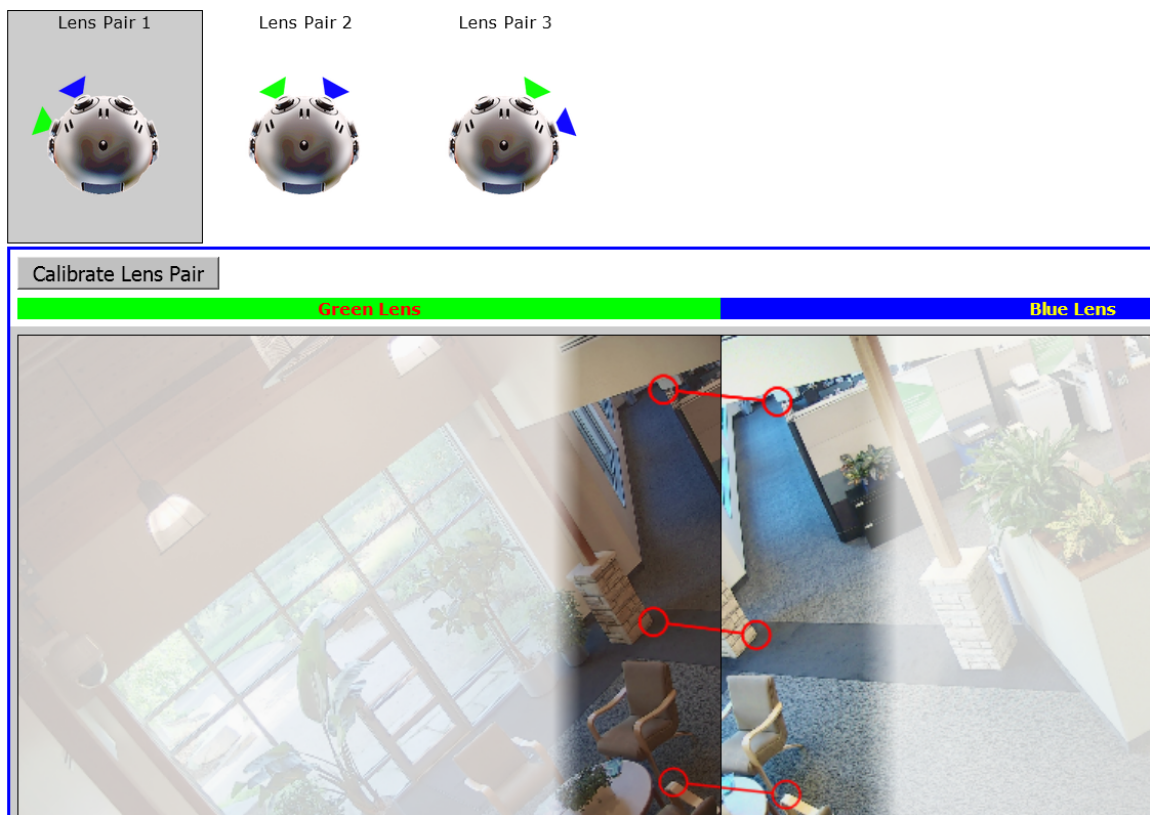 Lens Pair 1
Lens Pair 2
Lens Pair 3
Calibrate Lens Pair
Green Lens
Blue Lens